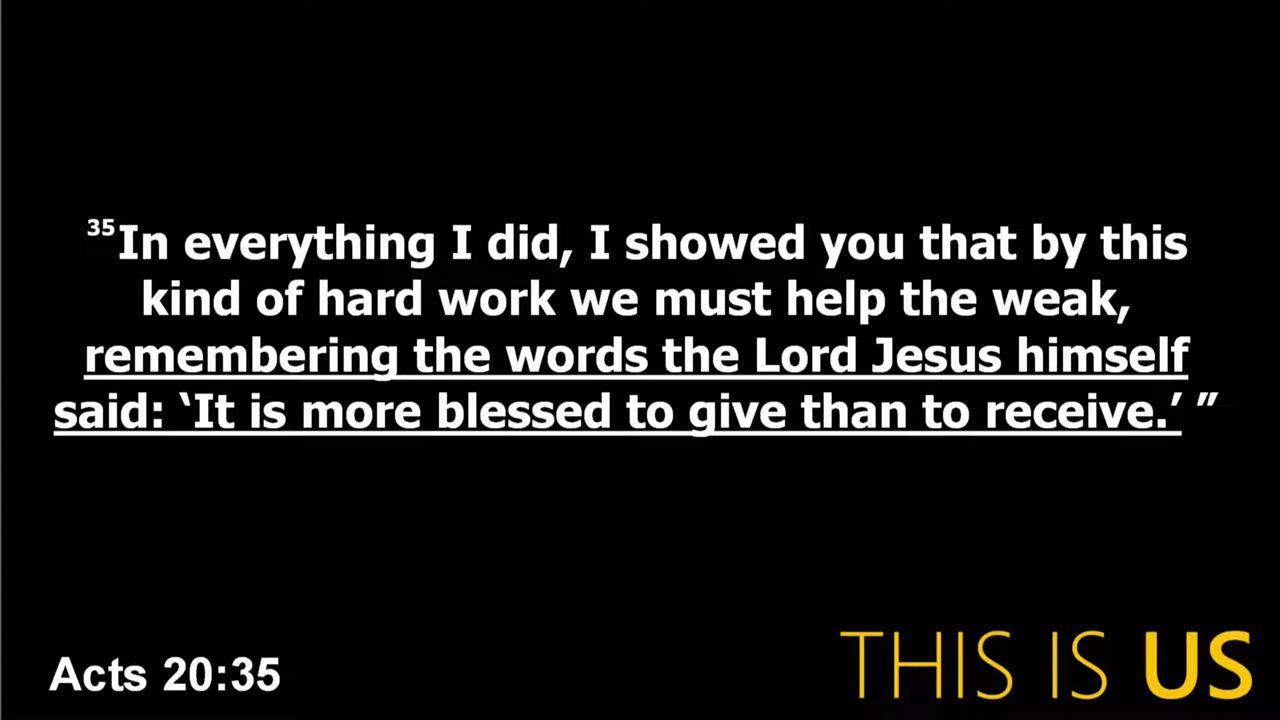 ³⁵In everything I did, I showed you that by this
kind of hard work we must help the weak,
remembering the words the Lord Jesus himself
said: ‘It is more blessed to give than to receive.’ ”
Acts 20:35
THIS IS US